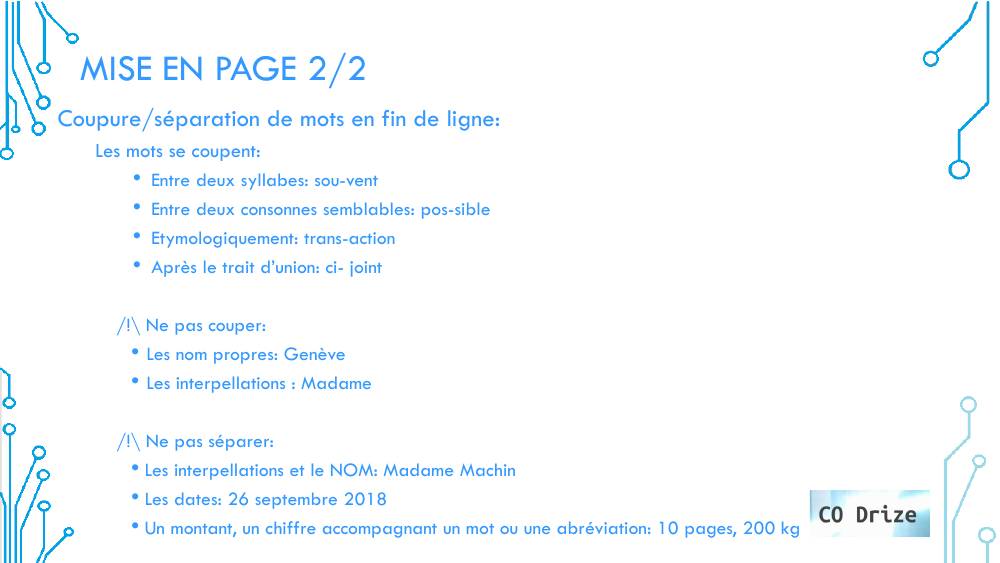 MISE EN PAGE 2/2
Coupure/séparation de mots en fin de ligne:
Les mots se coupent:
• Entre deux syllabes: sou-vent
• Entre deux consonnes semblables: pos-sible
• Etymologiquement: trans-action
• Après le trait d’union: ci- joint
/!\ Ne pas couper:
• Les nom propres: Genève
• Les interpellations : Madame
/!\ Ne pas séparer:
• Les interpellations et le NOM: Madame Machin
• Les dates: 26 septembre 2018
• Un montant, un chiffre accompagnant un mot ou une abréviation: 10 pages, 200 kg
CO Drize